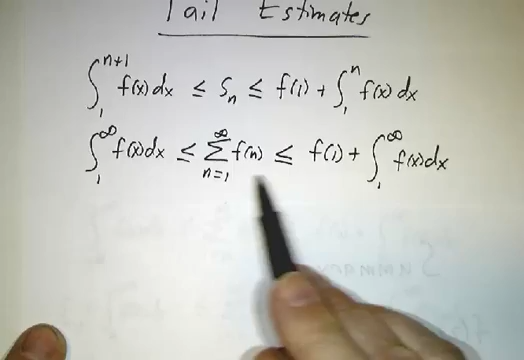 Tail Estimates
∫₁ⁿ⁺¹ f(x)dx ≤ Sₙ ≤ f(1) + ∫₁ⁿ f(x)dx
∫₁^∞ f(x)dx ≤ ∑_{n=1}^∞ f(n) ≤ f(1) + ∫₁^∞ f(x)dx